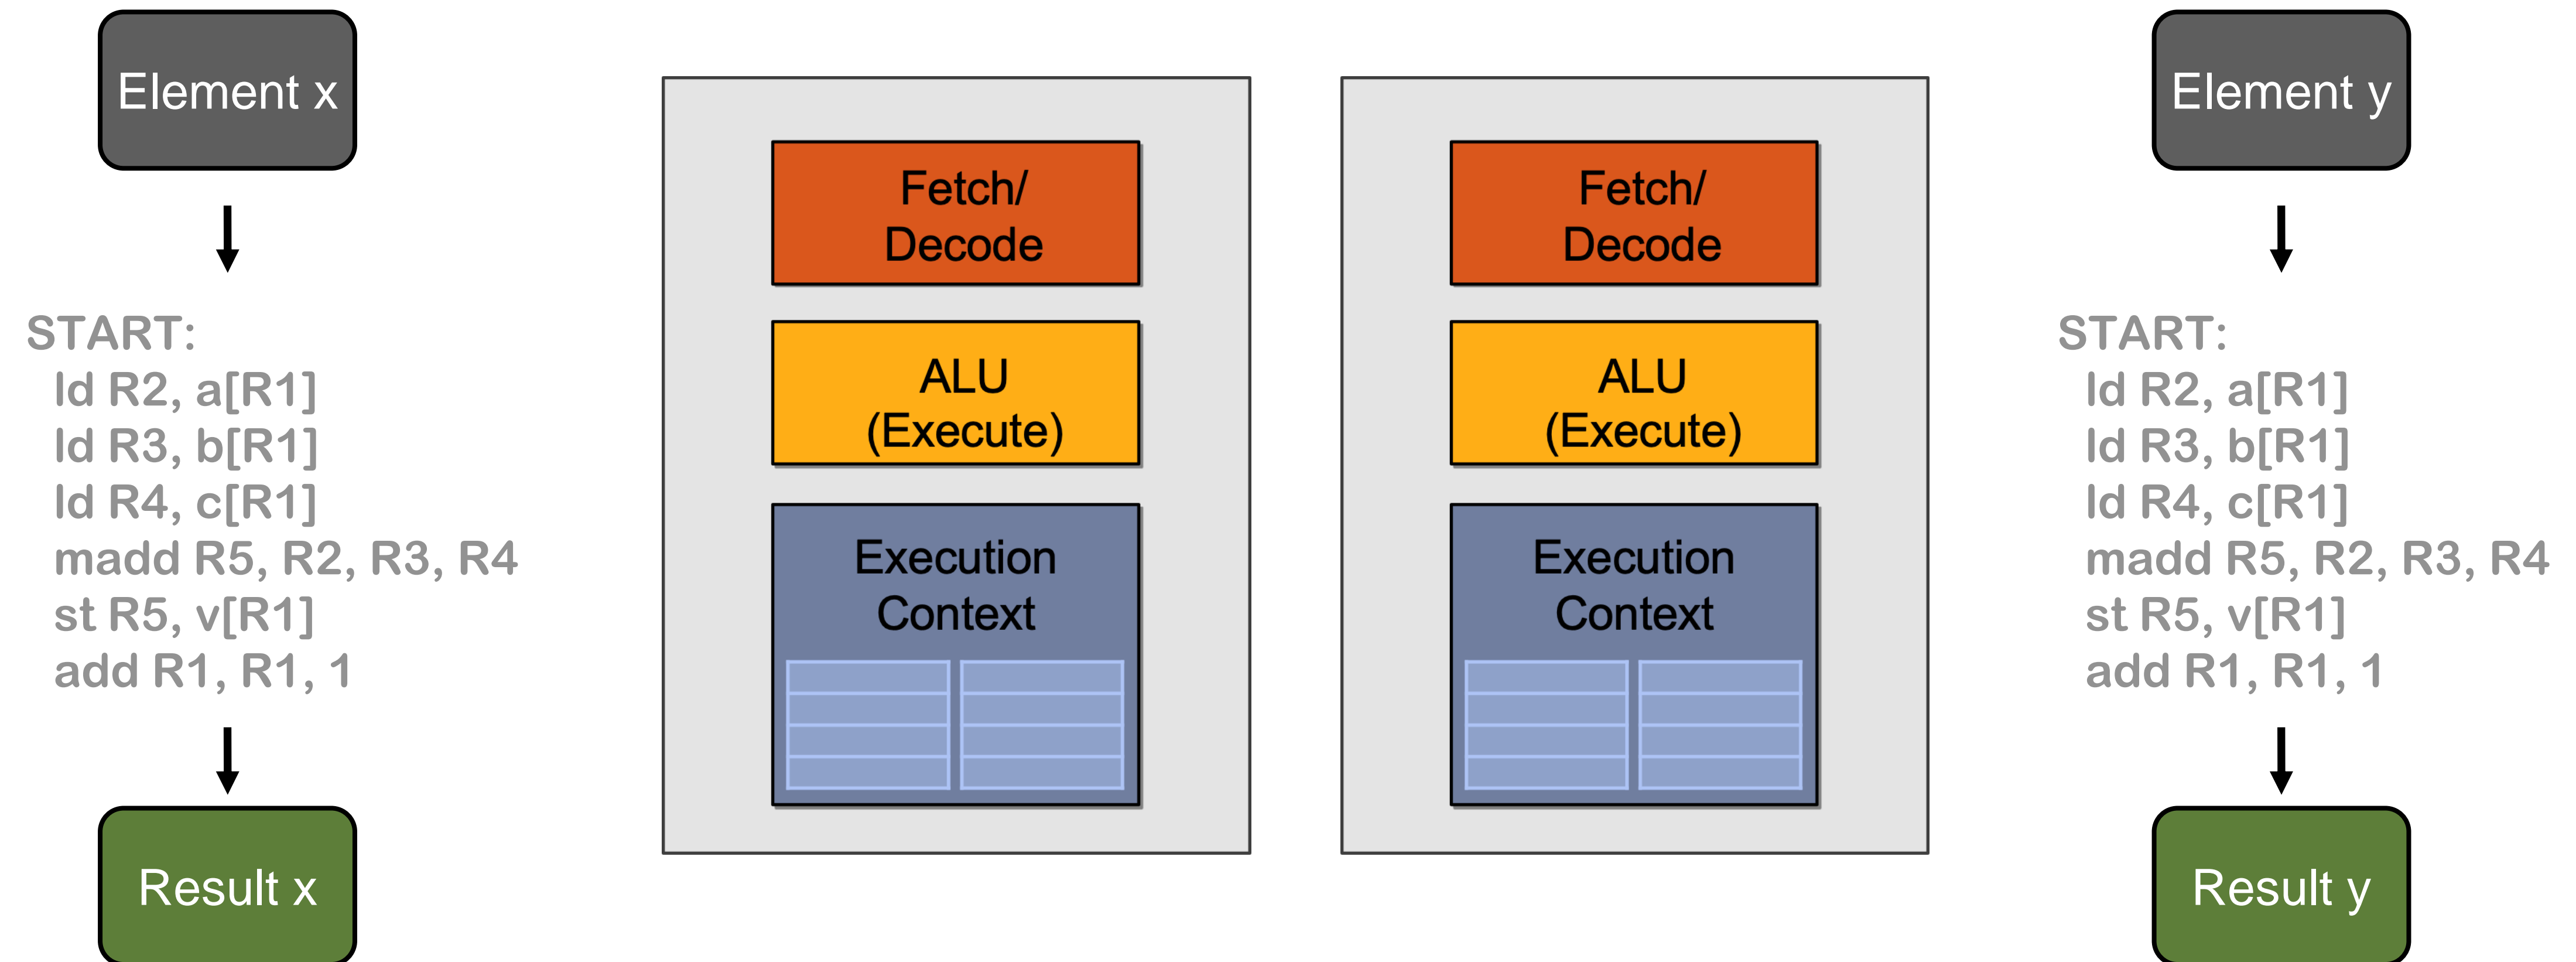 Element x
START:
ld R2, a[R1]
ld R3, b[R1]
ld R4, c[R1]
madd R5, R2, R3, R4
st R5, v[R1]
add R1, R1, 1
Result x
Fetch/
Decode
ALU
(Execute)
Execution
Context
Fetch/
Decode
ALU
(Execute)
Execution
Context
Element y
START:
ld R2, a[R1]
ld R3, b[R1]
ld R4, c[R1]
madd R5, R2, R3, R4
st R5, v[R1]
add R1, R1, 1
Result y